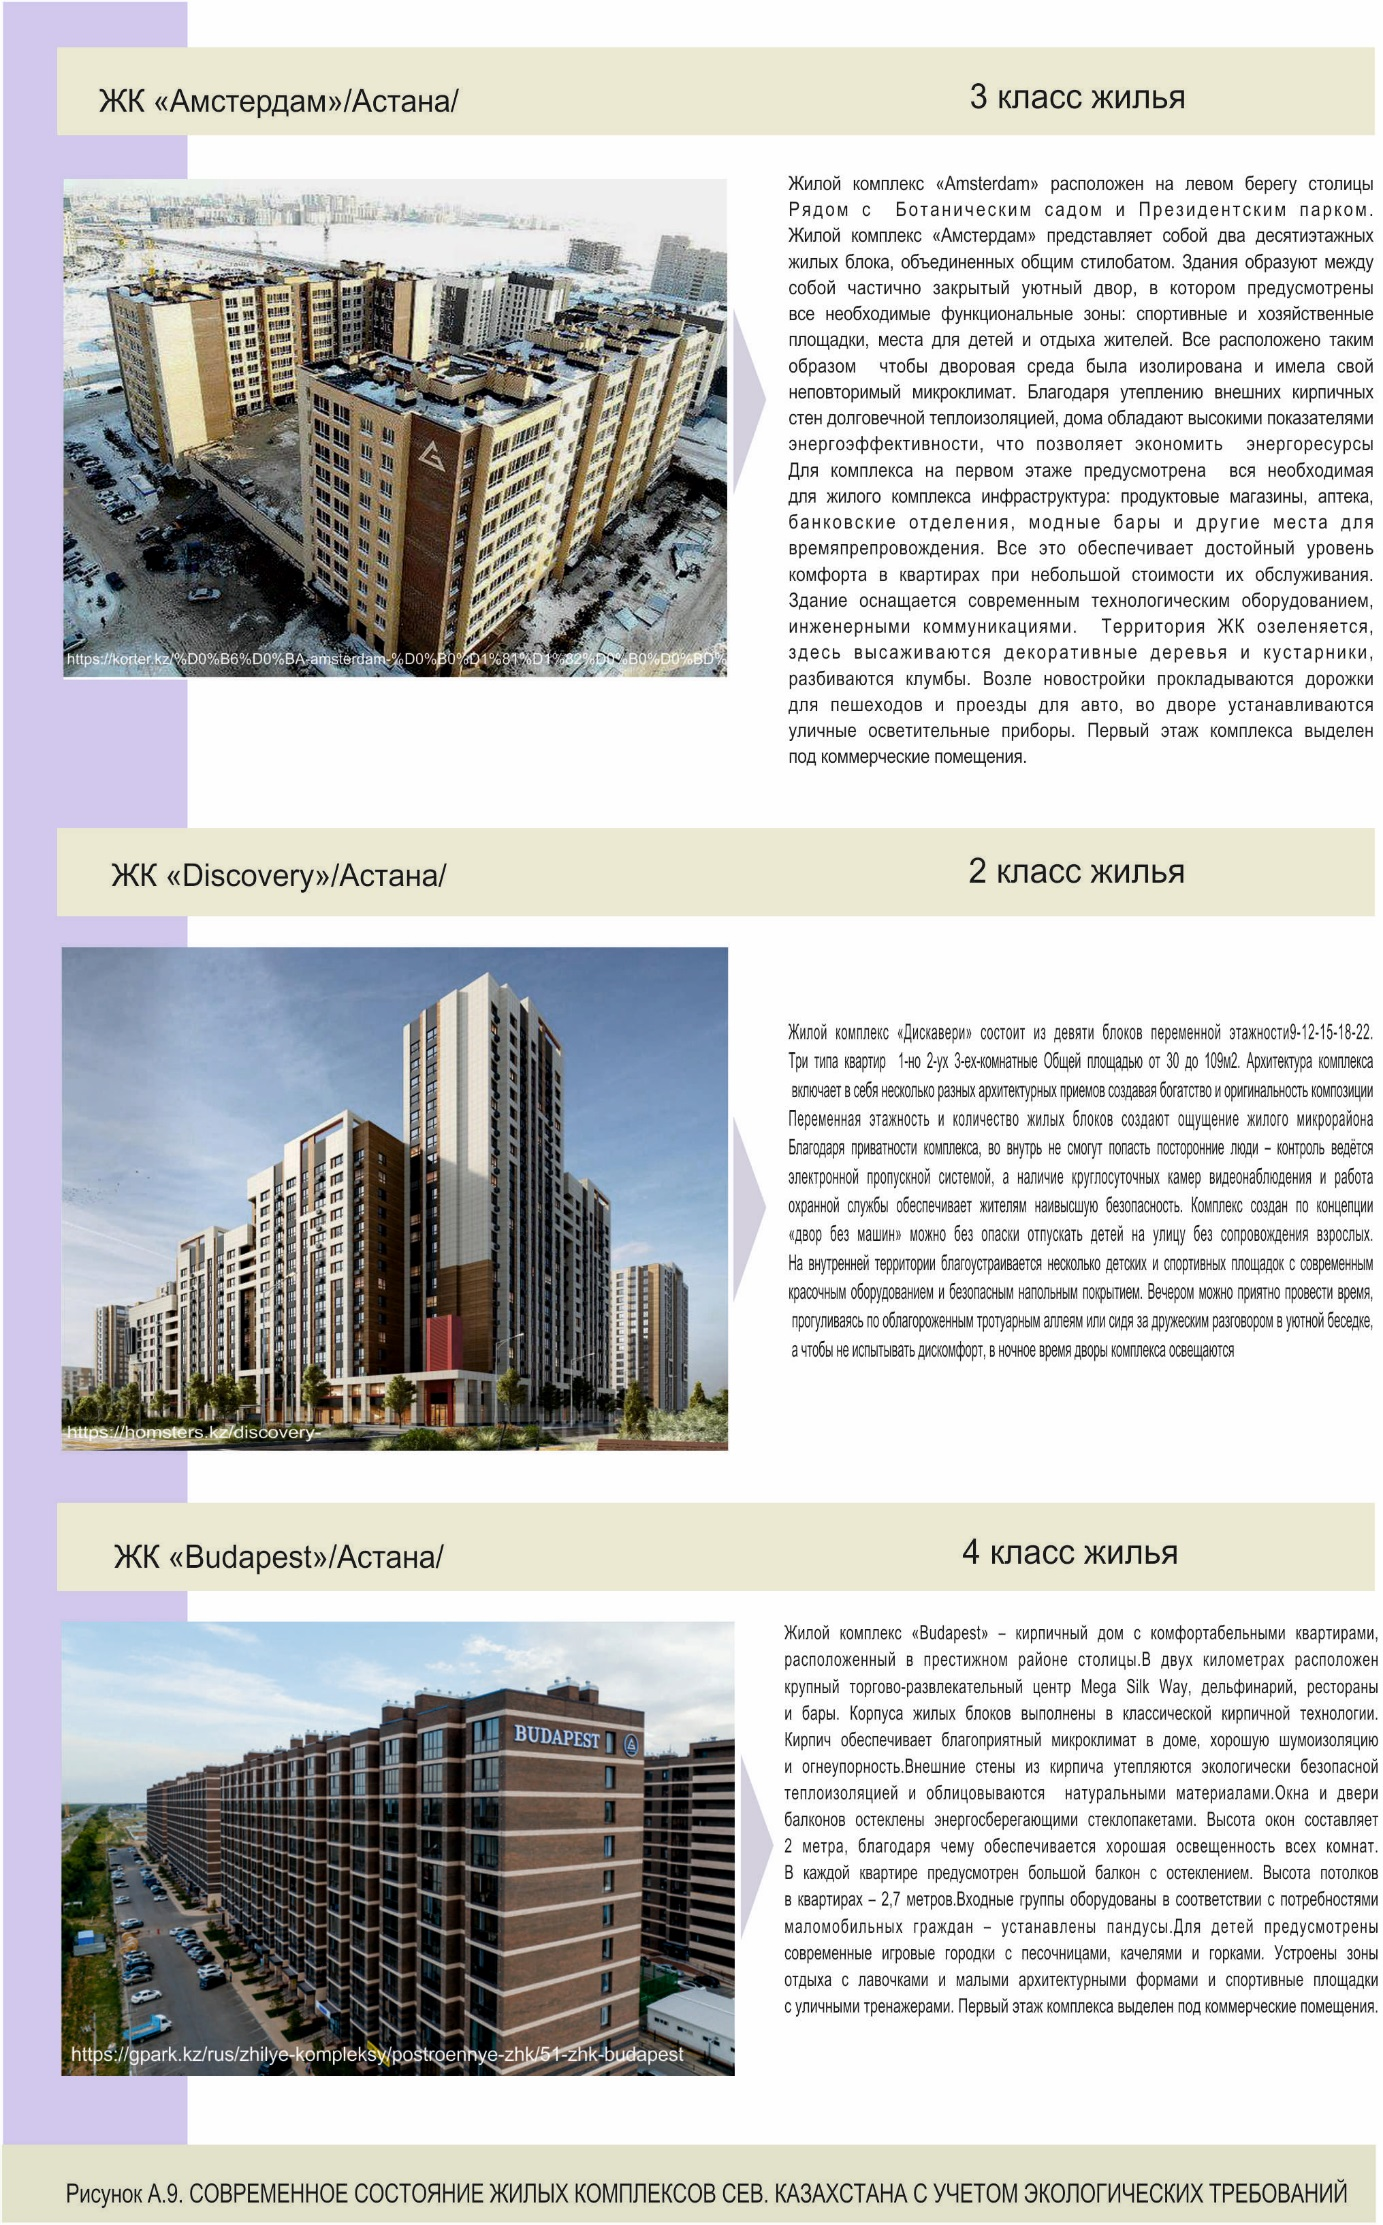 ЖК «Амстердам»/Астана/
3 класс жилья
https://korter.kz/%D0%B6%D0%BA-amsterdam-%D0%B0%D1%81%D1%82%D0%B0%D0%BD%
Жилой комплекс «Amsterdam» расположен на левом берегу столицы
Рядом с Ботаническим садом и Президентским парком.
Жилой комплекс «Амстердам» представляет собой два десятиэтажных
жилых блока, объединенных общим стилобатом. Здания образуют между
собой частично закрытый уютный двор, в котором предусмотрены
все необходимые функциональные зоны: спортивные и хозяйственные
площадки, места для детей и отдыха жителей. Все расположено таким
образом чтобы дворовая среда была изолирована и имела свой
неповторимый микроклимат. Благодаря утеплению внешних кирпичных
стен долговечной теплоизоляцией, дома обладают высокими показателями
энергоэффективности, что позволяет экономить энергоресурсы
Для комплекса на первом этаже предусмотрена вся необходимая
для жилого комплекса инфраструктура: продуктовые магазины, аптека,
банковские отделения, модные бары и другие места для
времяпрепровождения. Все это обеспечивает достойный уровень
комфорта в квартирах при небольшой стоимости их обслуживания.
Здание оснащается современным технологическим оборудованием,
инженерными коммуникациями. Территория ЖК озеленяется,
здесь высаживаются декоративные деревья и кустарники,
разбиваются клумбы. Возле новостройки прокладываются дорожки
для пешеходов и проезды для авто, во дворе устанавливаются
уличные осветительные приборы. Первый этаж комплекса выделен
под коммерческие помещения.
ЖК «Discovery»/Астана/
2 класс жилья
https://homsters.kz/discovery-
Жилой комплекс «Дискавери» состоит из девяти блоков переменной этажности9-12-15-18-22.
Три типа квартир 1-но 2-ух 3-ех-комнатные Общей площадью от 30 до 109м2. Архитектура комплекса
включает в себя несколько разных архитектурных приемов создавая богатство и оригинальность композиции
Переменная этажность и количество жилых блоков создают ощущение жилого микрорайона
Благодаря приватности комплекса, во внутрь не смогут попасть посторонние люди – контроль ведётся
электронной пропускной системой, а наличие круглосуточных камер видеонаблюдения и работа
охранной службы обеспечивает жителям наивысшую безопасность. Комплекс создан по концепции
«двор без машин» можно без опаски отпускать детей на улицу без сопровождения взрослых.
На внутренней территории благоустраивается несколько детских и спортивных площадок с современным
красочным оборудованием и безопасным напольным покрытием. Вечером можно приятно провести время,
прогуливаясь по облагороженным тротуарным аллеям или сидя за дружеским разговором в уютной беседке,
а чтобы не испытывать дискомфорт, в ночное время дворы комплекса освещаются
ЖК «Budapest»/Астана/
4 класс жилья
BUDAPEST
https://gpark.kz/rus/zhilye-kompleksy/postroennye-zhk/51-zhk-budapest
Жилой комплекс «Budapest» – кирпичный дом с комфортабельными квартирами,
расположенный в престижном районе столицы.В двух километрах расположен
крупный торгово-развлекательный центр Mega Silk Way, дельфинарий, рестораны
и бары. Корпуса жилых блоков выполнены в классической кирпичной технологии.
Кирпич обеспечивает благоприятный микроклимат в доме, хорошую шумоизоляцию
и огнеупорность.Внешние стены из кирпича утепляются экологически безопасной
теплоизоляцией и облицовываются натуральными материалами.Окна и двери
балконов остеклены энергосберегающими стеклопакетами. Высота окон составляет
2 метра, благодаря чему обеспечивается хорошая освещенность всех комнат.
В каждой квартире предусмотрен большой балкон с остеклением. Высота потолков
в квартирах – 2,7 метров.Входные группы оборудованы в соответствии с потребностями
маломобильных граждан – устанавлены пандусы.Для детей предусмотрены
современные игровые городки с песочницами, качелями и горками. Устроены зоны
отдыха с лавочками и малыми архитектурными формами и спортивные площадки
с уличными тренажерами. Первый этаж комплекса выделен под коммерческие помещения.
Рисунок А.9. СОВРЕМЕННОЕ СОСТОЯНИЕ ЖИЛЫХ КОМПЛЕКСОВ СЕВ. КАЗАХСТАНА С УЧЕТОМ ЭКОЛОГИЧЕСКИХ ТРЕБОВАНИЙ